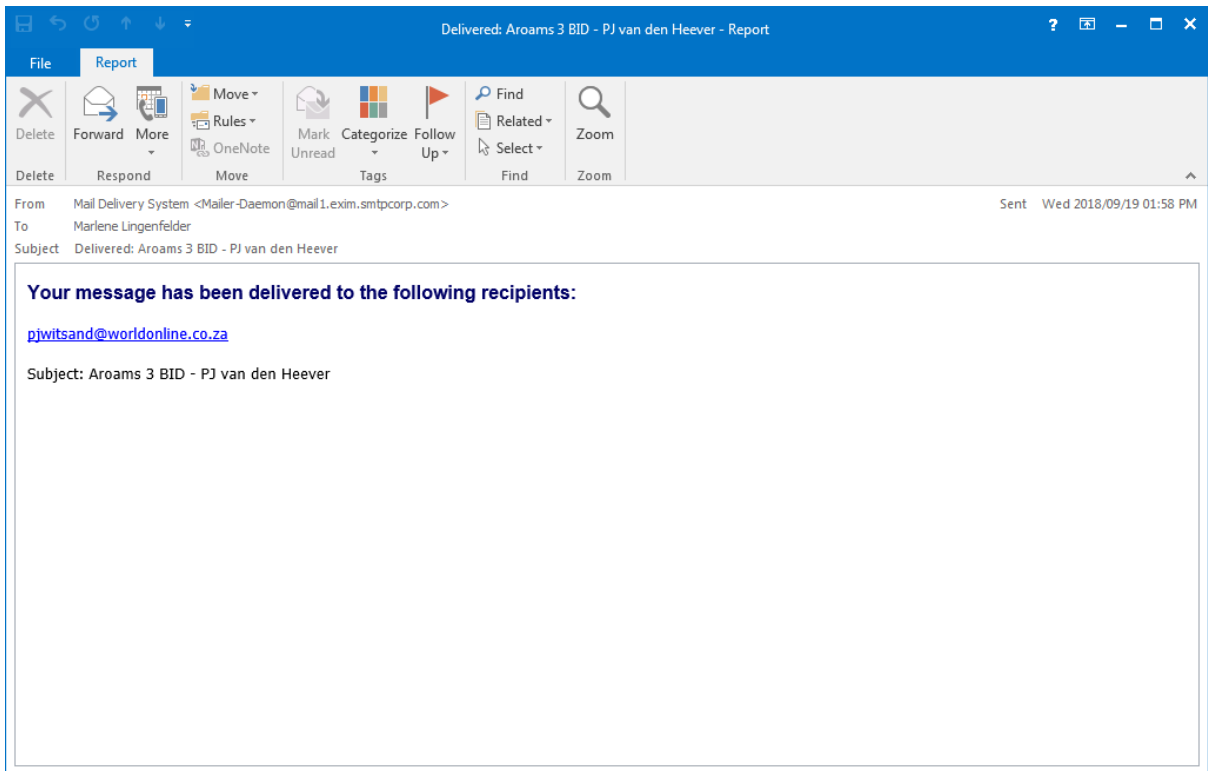 Delivered: Aroams 3 BID - PJ van den Heever - Report
?
File Report
Delete
Forward
More
Move
Rules
OneNote
Mark Unread
Categorize
Follow Up
Find
Related
Select
Zoom
Delete Respond Move Tags Find Zoom
From Mail Delivery System <Mailer-Daemon@mail1.exim.smtpcorp.com> Sent Wed 2018/09/19 01:58 PM
To Marlene Lingenfelder
Subject Delivered: Aroams 3 BID - PJ van den Heever
Your message has been delivered to the following recipients:
pjwitsand@worldonline.co.za
Subject: Aroams 3 BID - PJ van den Heever